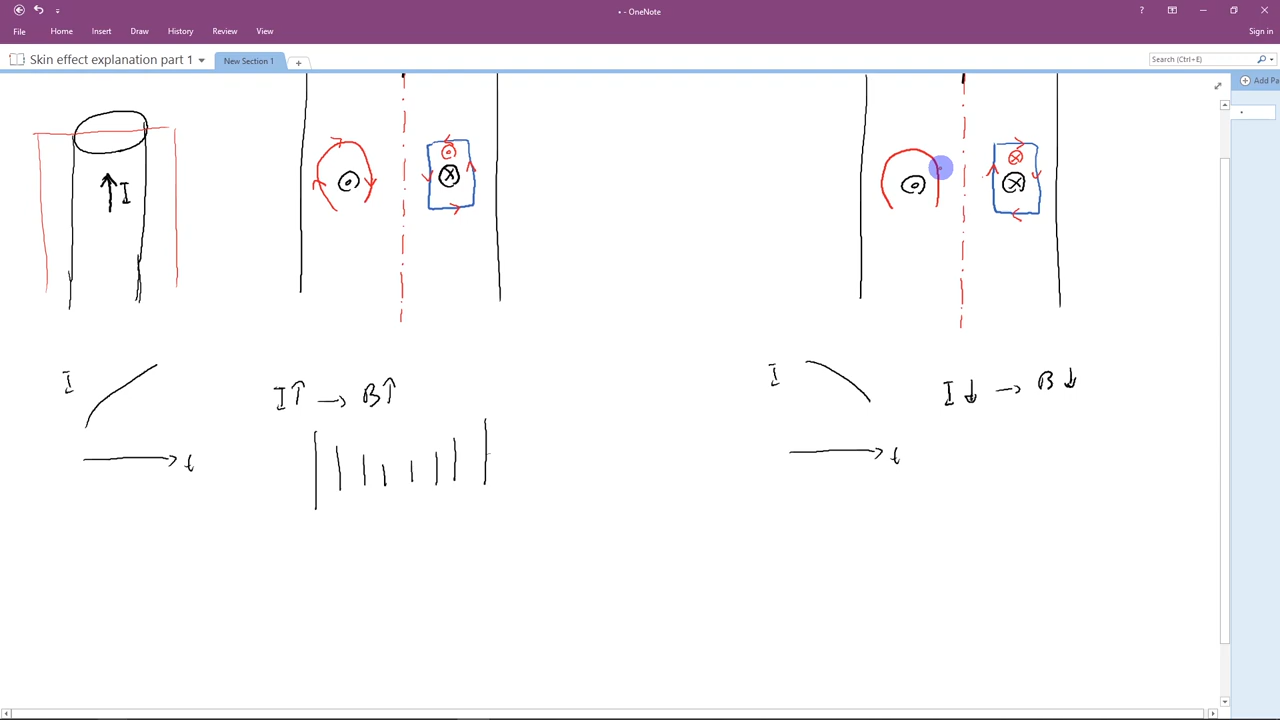 • - OneNote
?
Sign in
File Home Insert Draw History Review View
Skin effect explanation part 1
New Section 1
+
Search (Ctrl+E)
Add Pa
I
I
t
I↑ → B↑
I
t
I↓ → B↓